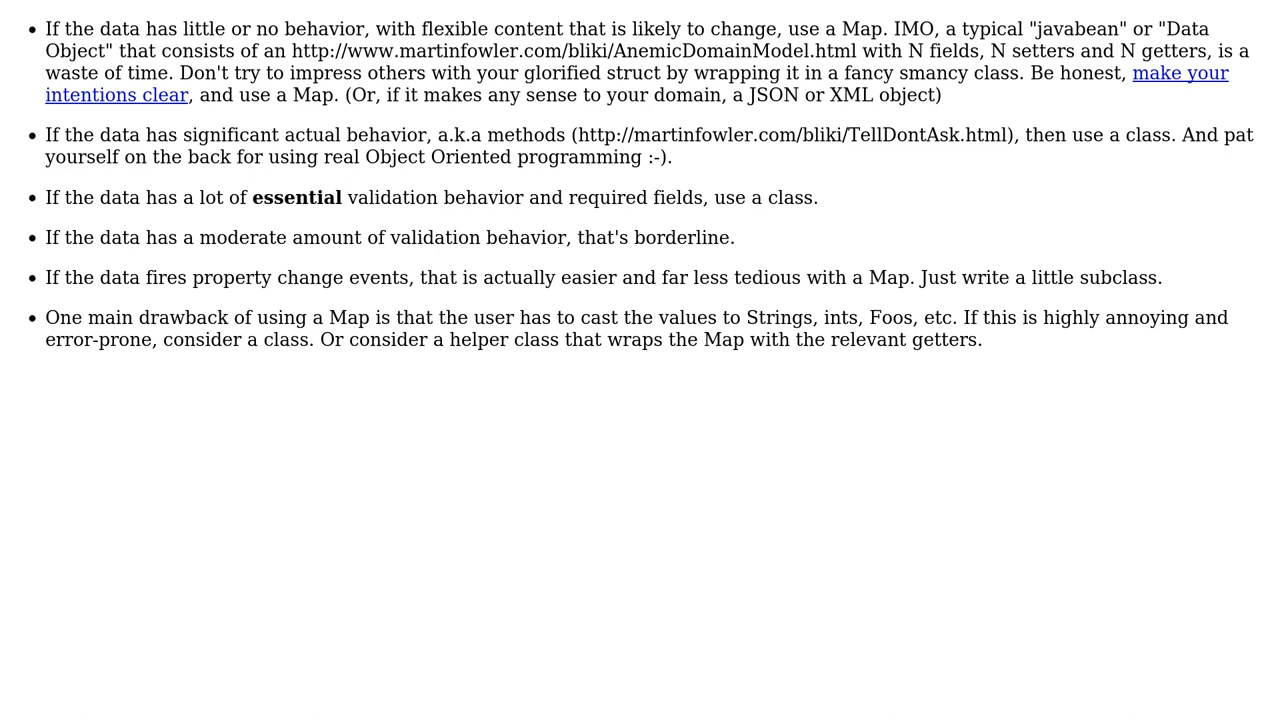 • If the data has little or no behavior, with flexible content that is likely to change, use a Map. IMO, a typical "javabean" or "Data
Object" that consists of an http://www.martinfowler.com/bliki/AnemicDomainModel.html with N fields, N setters and N getters, is a
waste of time. Don't try to impress others with your glorified struct by wrapping it in a fancy smancy class. Be honest, make your
intentions clear, and use a Map. (Or, if it makes any sense to your domain, a JSON or XML object)
• If the data has significant actual behavior, a.k.a methods (http://martinfowler.com/bliki/TellDontAsk.html), then use a class. And pat
yourself on the back for using real Object Oriented programming :-).
• If the data has a lot of essential validation behavior and required fields, use a class.
• If the data has a moderate amount of validation behavior, that's borderline.
• If the data fires property change events, that is actually easier and far less tedious with a Map. Just write a little subclass.
• One main drawback of using a Map is that the user has to cast the values to Strings, ints, Foos, etc. If this is highly annoying and
error-prone, consider a class. Or consider a helper class that wraps the Map with the relevant getters.